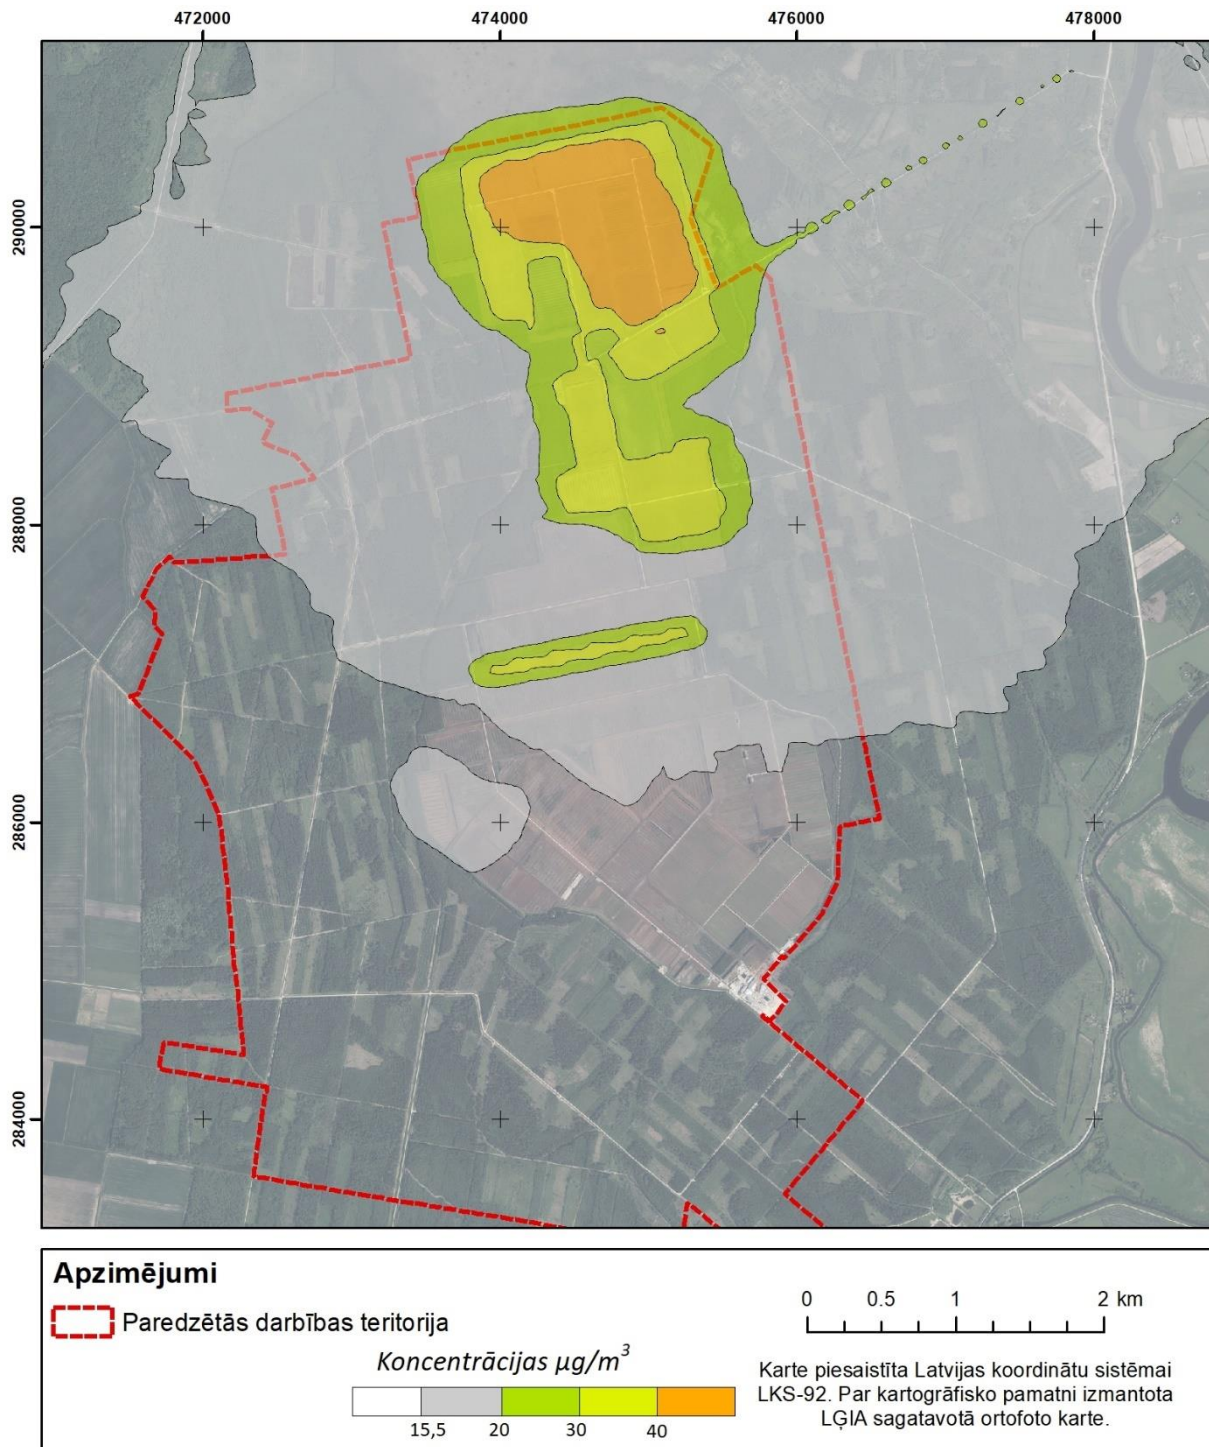 472000 474000 476000 478000
290000
288000
286000
284000
Apzīmējumi
Paredzētās darbības teritorija
Koncentrācijas µg/m³
15,5 20 30 40
0 0.5 1 2 km
Karte piesaistīta Latvijas koordinātu sistēmai
LKS-92. Par kartogrāfisko pamatni izmantota
LĢIA sagatavotā ortofoto karte.